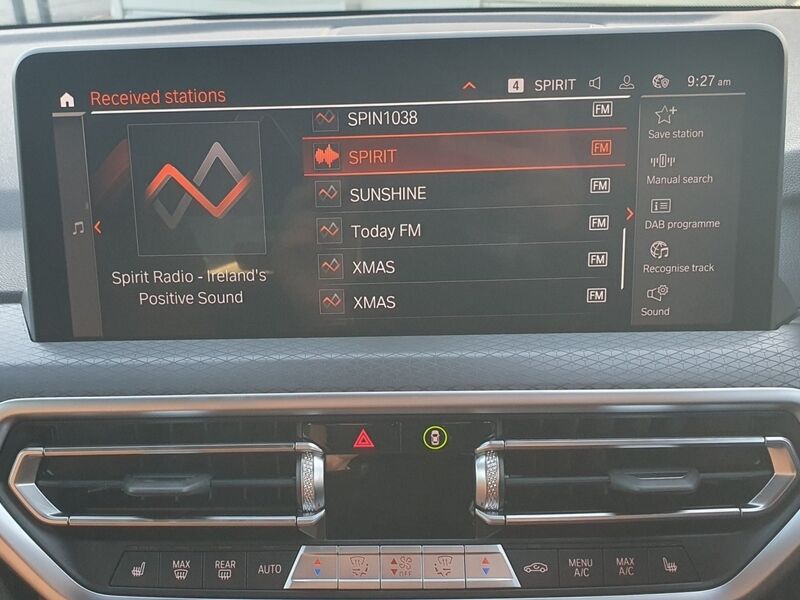 Received stations
4 SPIRIT 9:27 am
SPIN1038 FM
SPIRIT FM
SUNSHINE FM
Today FM FM
XMAS FM
XMAS FM
Spirit Radio - Ireland's
Positive Sound
Save station
Manual search
DAB programme
Recognise track
Sound
MAX
REAR
AUTO
OFF
MENU
A/C
MAX
A/C